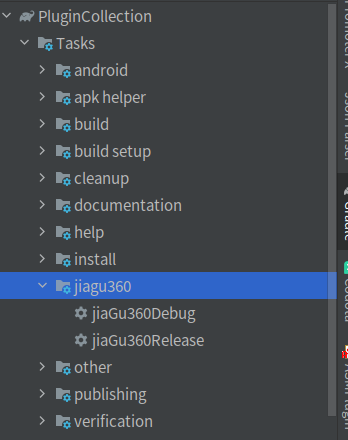 PluginCollection
Tasks
android
apk helper
build
build setup
cleanup
documentation
help
install
jiagu360
jiaGu360Debug
jiaGu360Release
other
publishing
verification